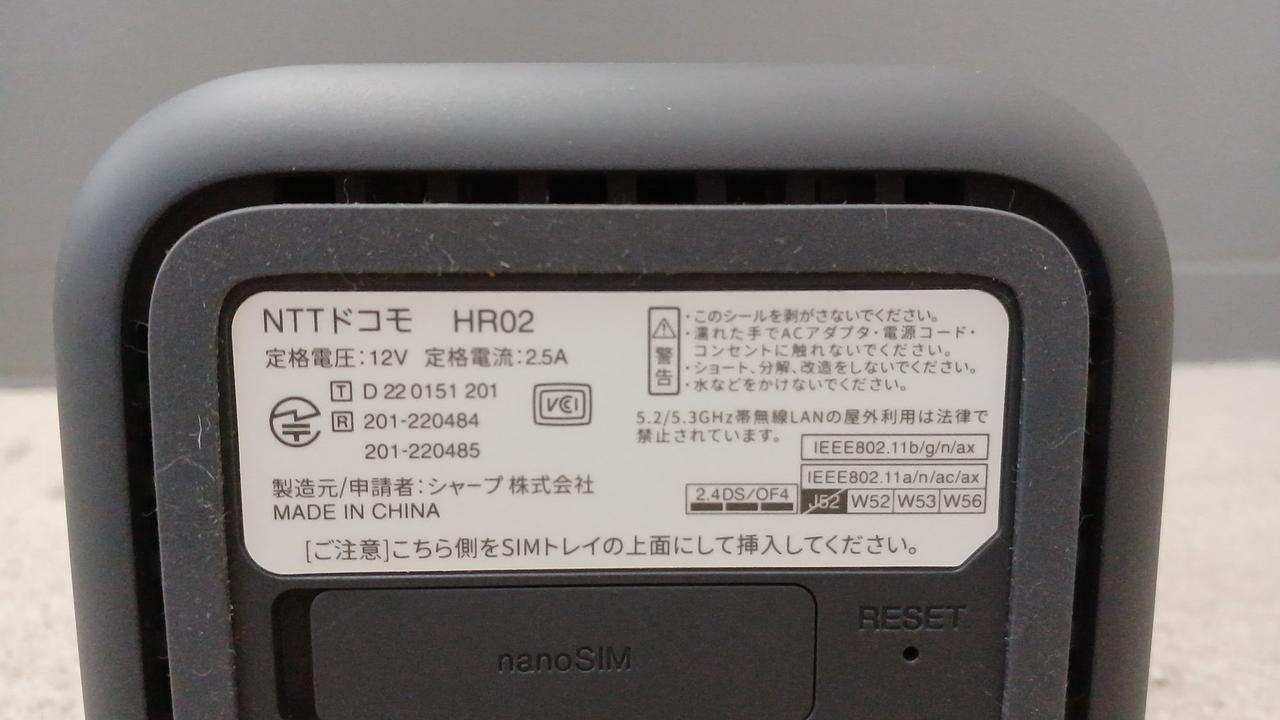 NTTドコモ HR02
定格電圧:12V 定格電流:2.5A
T D 22 0151 201
R 201-220484
201-220485
VCI
製造元/申請者:シャープ株式会社
MADE IN CHINA
警告
・このシールを剥がさないでください。
・濡れた手でACアダプタ・電源コード・
コンセントに触れないでください。
・ショート、分解、改造をしないでください。
・水などをかけないでください。
5.2/5.3GHz帯無線LANの屋外利用は法律で
禁止されています。
IEEE802.11b/g/n/ax
IEEE802.11a/n/ac/ax
2.4DS/OF4
J52 W52 W53 W56
[ご注意]こちら側をSIMトレイの上面にして挿入してください。
nanoSIM
RESET